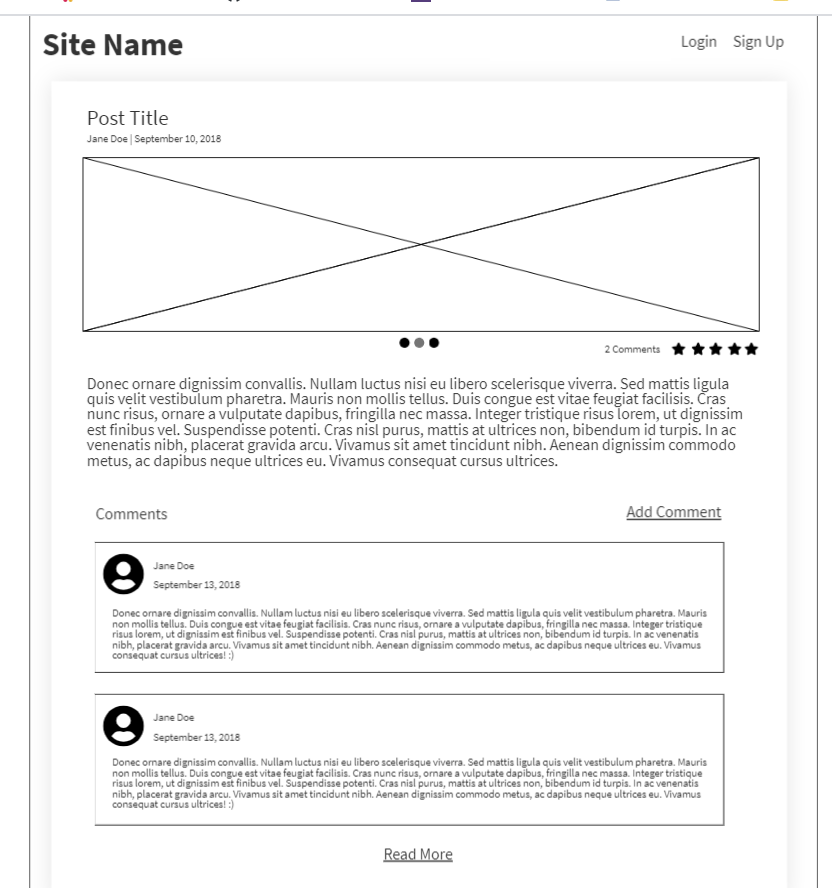 Site Name
Login Sign Up
Post Title
Jane Doe | September 10, 2018
2 Comments
Donec ornare dignissim convallis. Nullam luctus nisi eu libero scelerisque viverra. Sed mattis ligula
quis velit vestibulum pharetra. Mauris non mollis tellus. Duis congue est vitae feugiat facilisis. Cras
nunc risus, ornare a vulputate dapibus, fringilla nec massa. Integer tristique risus lorem, ut dignissim
est finibus vel. Suspendisse potenti. Cras nisl purus, mattis at ultrices non, bibendum id turpis. In ac
venenatis nibh, placerat gravida arcu. Vivamus sit amet tincidunt nibh. Aenean dignissim commodo
metus, ac dapibus neque ultrices eu. Vivamus consequat cursus ultrices.
Comments
Add Comment
Jane Doe
September 13, 2018
Donec ornare dignissim convallis. Nullam luctus nisi eu libero scelerisque viverra. Sed mattis ligula quis velit vestibulum pharetra. Mauris
non mollis tellus. Duis congue est vitae feugiat facilisis. Cras nunc risus, ornare a vulputate dapibus, fringilla nec massa. Integer tristique
risus lorem, ut dignissim est finibus vel. Suspendisse potenti. Cras nisl purus, mattis at ultrices non, bibendum id turpis. In ac venenatis
nibh, placerat gravida arcu. Vivamus sit amet tincidunt nibh. Aenean dignissim commodo metus, ac dapibus neque ultrices eu. Vivamus
consequat cursus ultrices! :)
Jane Doe
September 13, 2018
Donec ornare dignissim convallis. Nullam luctus nisi eu libero scelerisque viverra. Sed mattis ligula quis velit vestibulum pharetra. Mauris
non mollis tellus. Duis congue est vitae feugiat facilisis. Cras nunc risus, ornare a vulputate dapibus, fringilla nec massa. Integer tristique
risus lorem, ut dignissim est finibus vel. Suspendisse potenti. Cras nisl purus, mattis at ultrices non, bibendum id turpis. In ac venenatis
nibh, placerat gravida arcu. Vivamus sit amet tincidunt nibh. Aenean dignissim commodo metus, ac dapibus neque ultrices eu. Vivamus
consequat cursus ultrices! :)
Read More